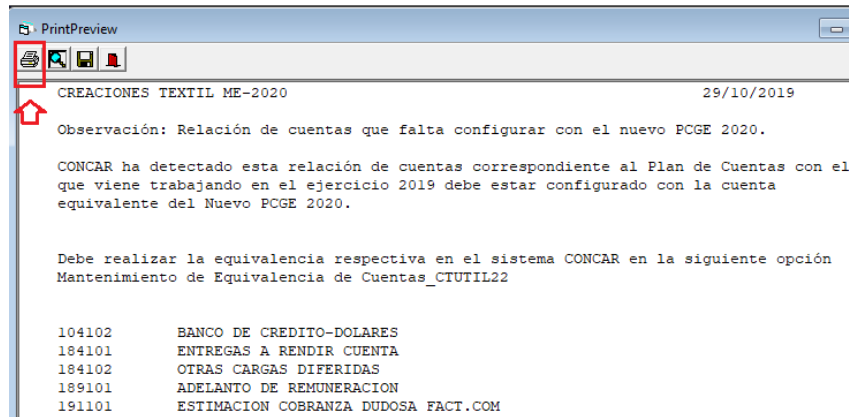 PrintPreview
CREACIONES TEXTIL ME-2020 29/10/2019
Observación: Relación de cuentas que falta configurar con el nuevo PCGE 2020.
CONCAR ha detectado esta relación de cuentas correspondiente al Plan de Cuentas con el
que viene trabajando en el ejercicio 2019 debe estar configurado con la cuenta
equivalente del Nuevo PCGE 2020.
Debe realizar la equivalencia respectiva en el sistema CONCAR en la siguiente opción
Mantenimiento de Equivalencia de Cuentas_CTUTIL22
104102 BANCO DE CREDITO-DOLARES
184101 ENTREGAS A RENDIR CUENTA
184102 OTRAS CARGAS DIFERIDAS
189101 ADELANTO DE REMUNERACION
191101 ESTIMACION COBRANZA DUDOSA FACT.COM